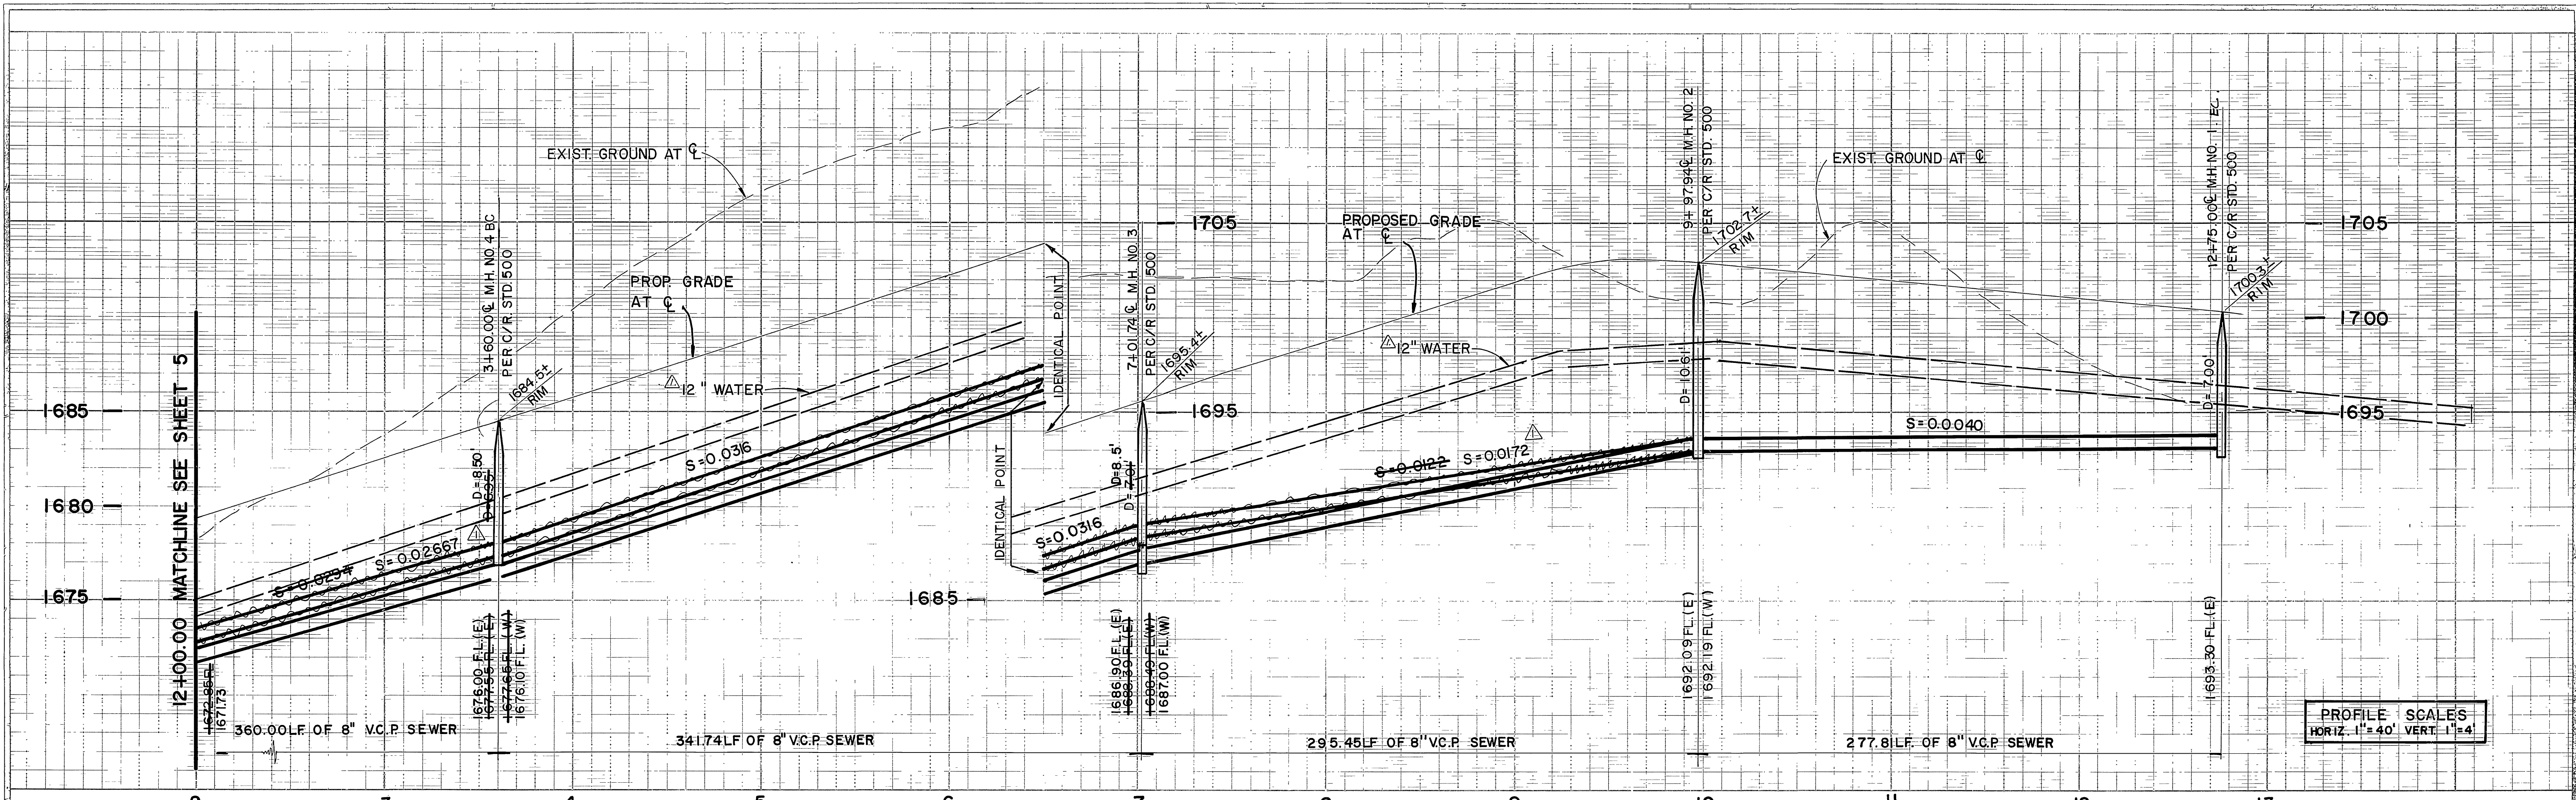 EXIST. GROUND AT ℄
PROP. GRADE
AT ℄
12" WATER
1685
1680
1675
12+00.00 MATCHLINE SEE SHEET 5
3+60.00 ℄ M.H. NO. 4 BC
PER C/R. STD. 500
1684.5±
RIM
D=8.50'
S=0.0254
S=0.02667
S=0.0316
1671.73
1676.00 F.L.(E)
1676.10 F.L.(W)
360.00 LF OF 8" V.C.P. SEWER
341.74 LF OF 8" V.C.P. SEWER
IDENTICAL POINT
IDENTICAL POINT
7+01.74 ℄ M.H. NO. 3
PER C/R. STD. 500
1695.4±
RIM
D=8.5'
S=0.0316
1705
1695
1685
1686.90 F.L.(E)
1687.00 F.L.(W)
PROPOSED GRADE
AT ℄
12" WATER
S=0.0122
S=0.0172
295.45 LF OF 8" V.C.P. SEWER
9+97.94 ℄ M.H. NO. 2
PER C/R STD. 500
1702.7±
RIM
D=10.61'
1692.09 FL.(E)
1692.19 FL.(W)
EXIST. GROUND AT ℄
S=0.0040
277.81 LF. OF 8" V.C.P. SEWER
12+75.00 ℄ M.H. NO. 1. EC.
PER C/R STD. 500
1700.3±
RIM
D=7.00'
1693.30 FL.(E)
1705
1700
1695
PROFILE SCALES
HORIZ. 1"=40' VERT. 1"=4'